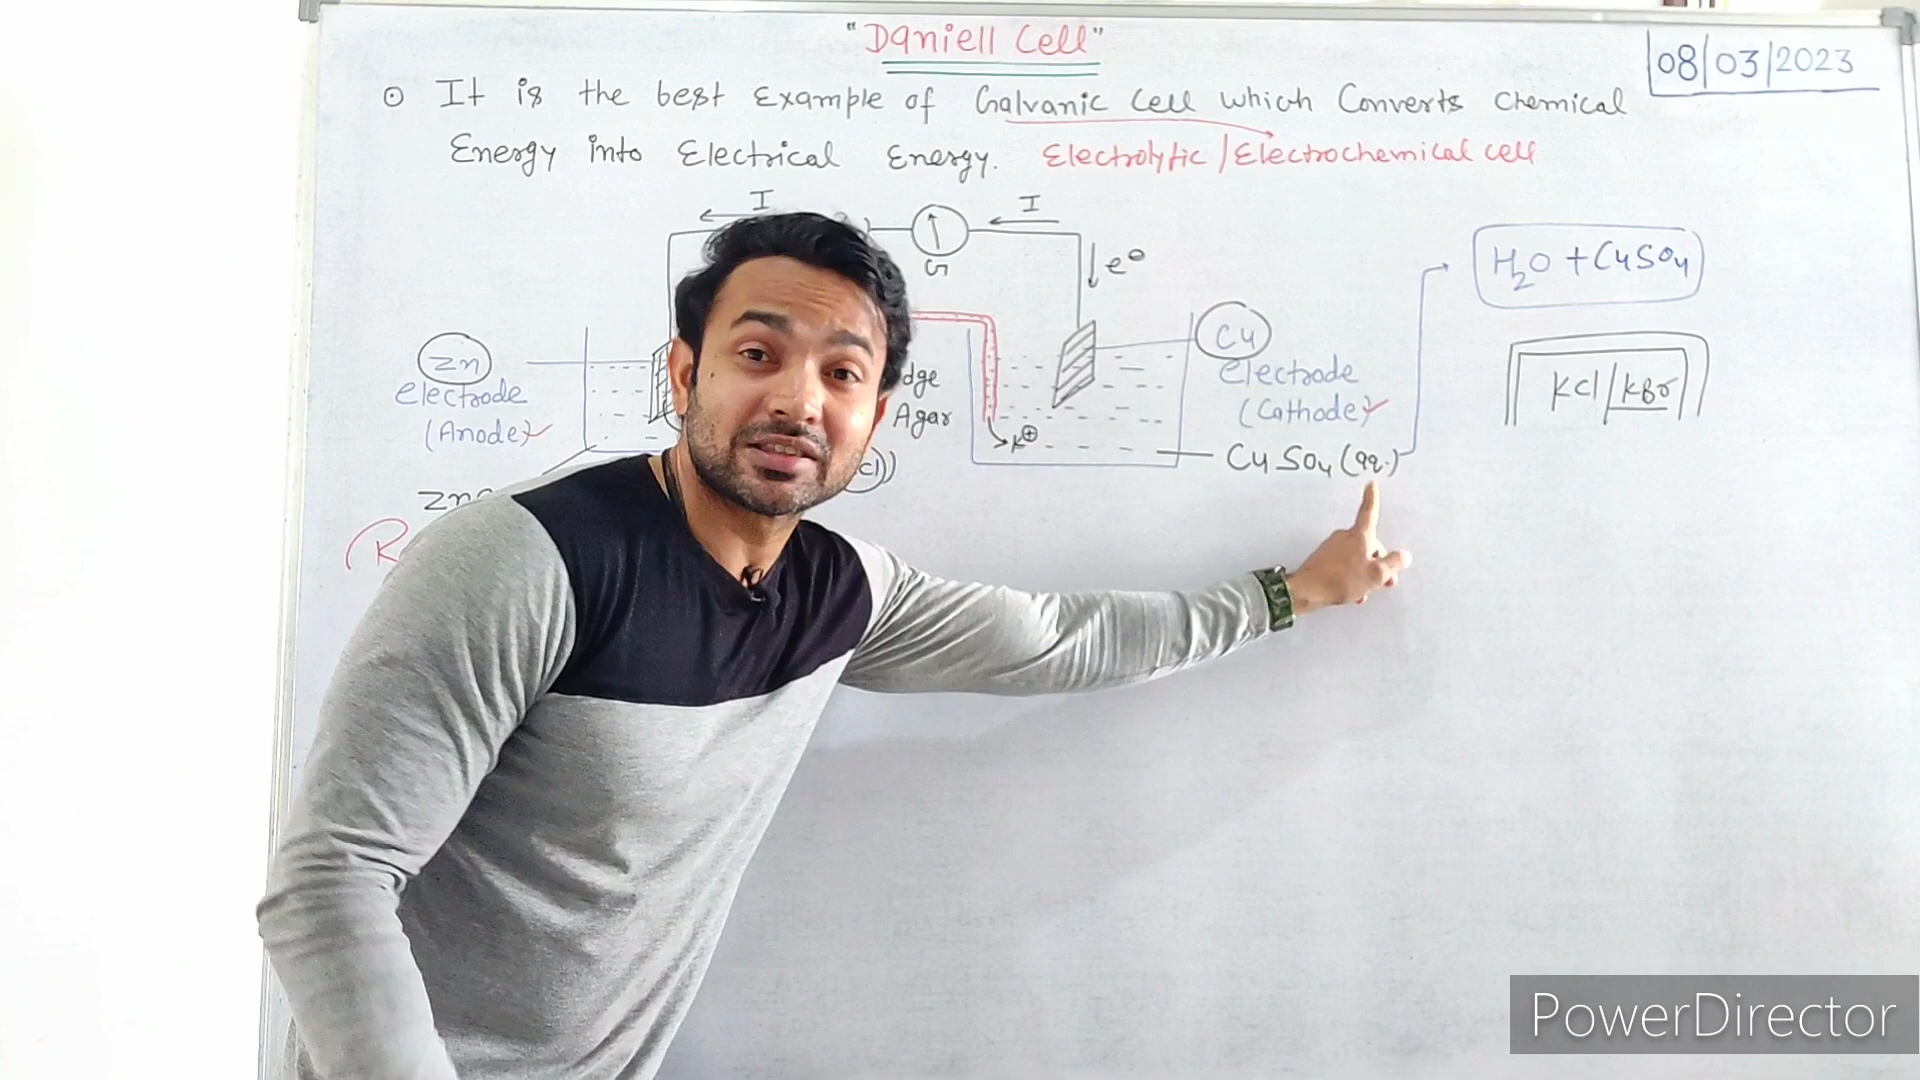 "Daniell Cell"
08/03/2023
⊙ It is the best Example of Galvanic Cell which Converts Chemical
Energy into Electrical Energy. Electrolytic/Electrochemical cell
I
I
G
e⊖
H2O + CuSO4
Zn
Electrode
(Anode)
Cu
Electrode
(Cathode)
KCl/KBr
Agar
K⊕
CuSO4 (aq.)
PowerDirector